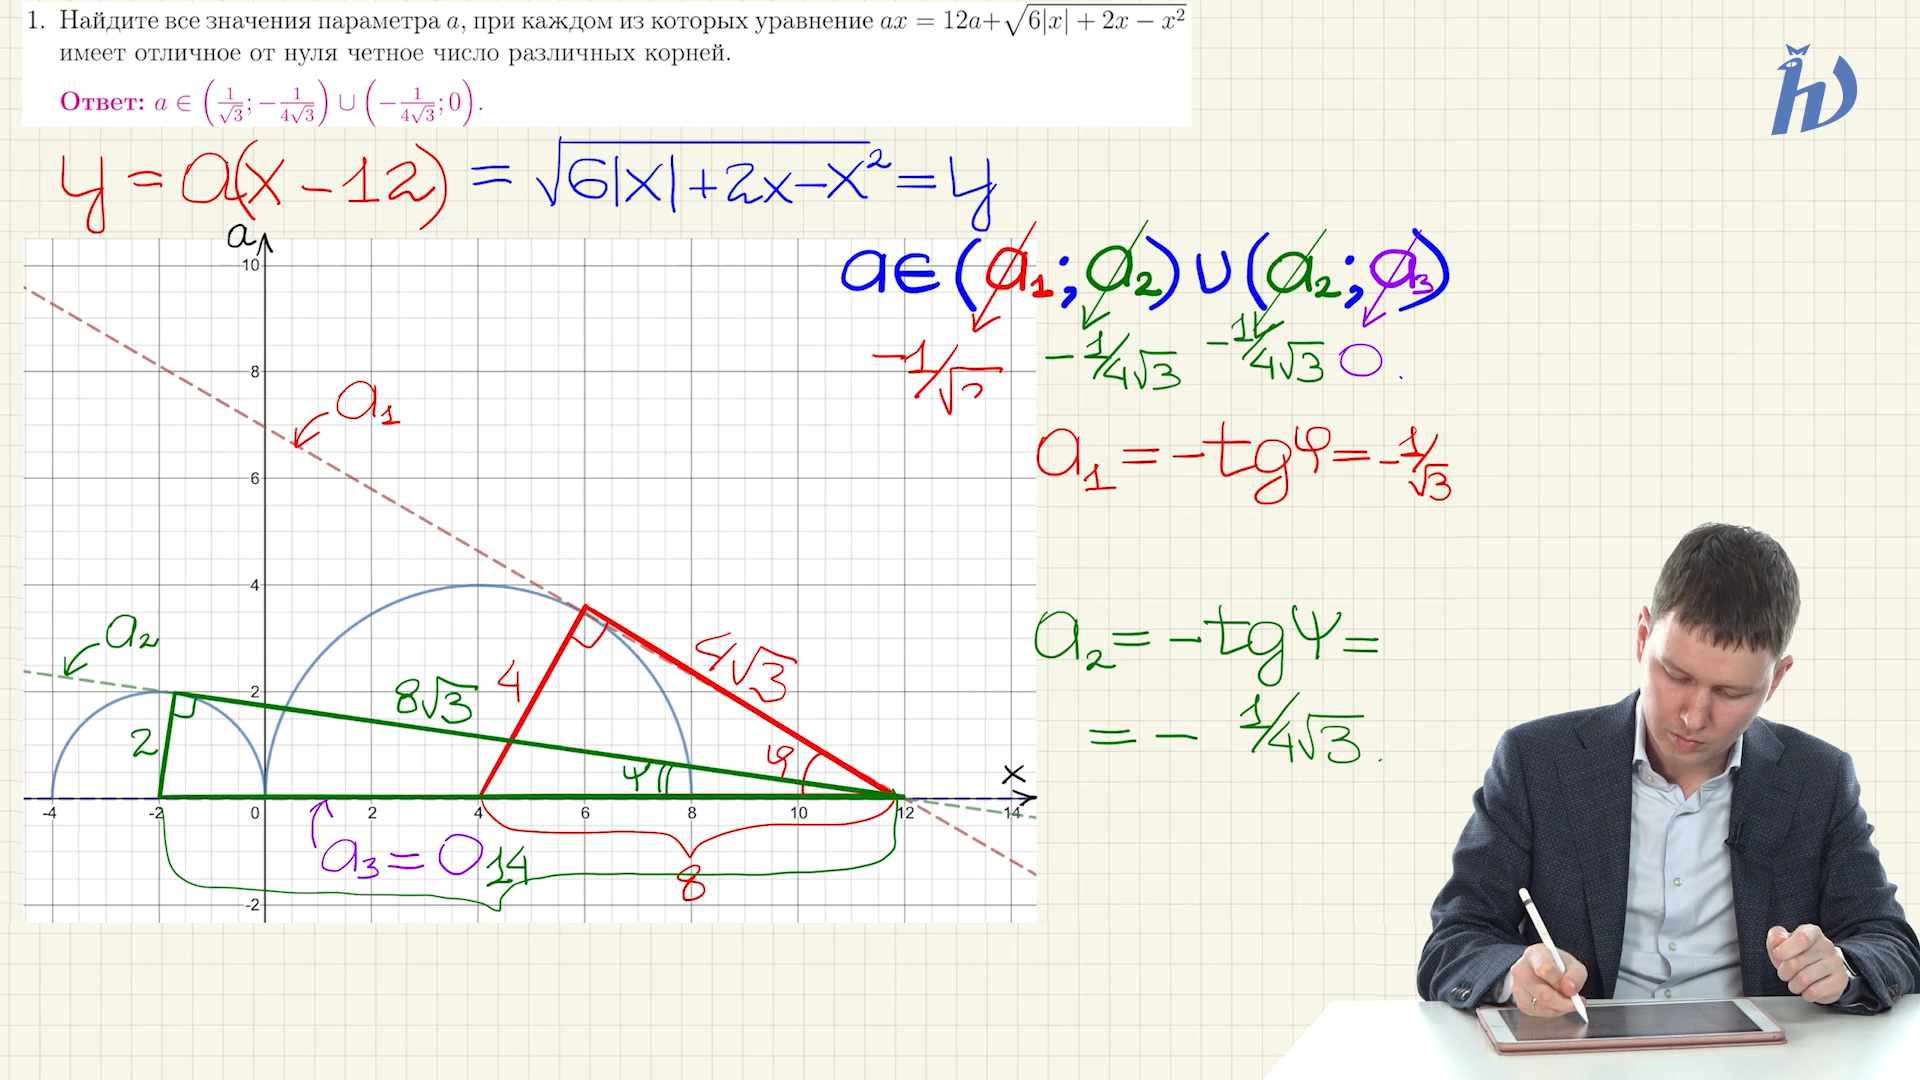 1. Найдите все значения параметра a, при каждом из которых уравнение ax = 12a+√(6|x| + 2x − x²)
имеет отличное от нуля четное число различных корней.
Ответ: a ∈ (1/√3; −1/(4√3)) ∪ (−1/(4√3); 0).
y = a(x − 12) = √(6|x|+2x−x²) = y
a∈(a₁; a₂)∪(a₂; a₃)
−1/√3 −1/4√3 −1/4√3 0.
a₁ = −tgφ = −1/√3
a₂ = −tgψ =
= − 1/4√3.
a
10
8
6
4
2
-2
a₁
a₂
2
8√3
4
4√3
ψ
φ
x
-4 -2 0 2 4 6 8 10 12 14
a₃ = 0
14
8